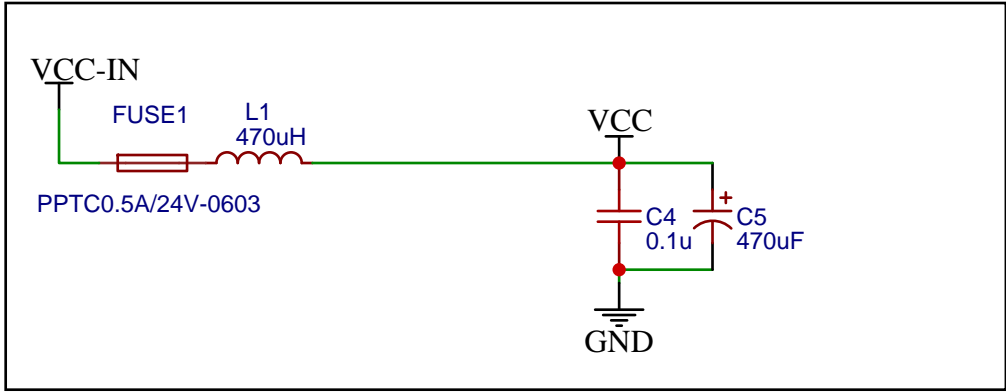 VCC-IN
FUSE1
L1
470uH
PPTC0.5A/24V-0603
VCC
+
C4
0.1u
C5
470uF
GND